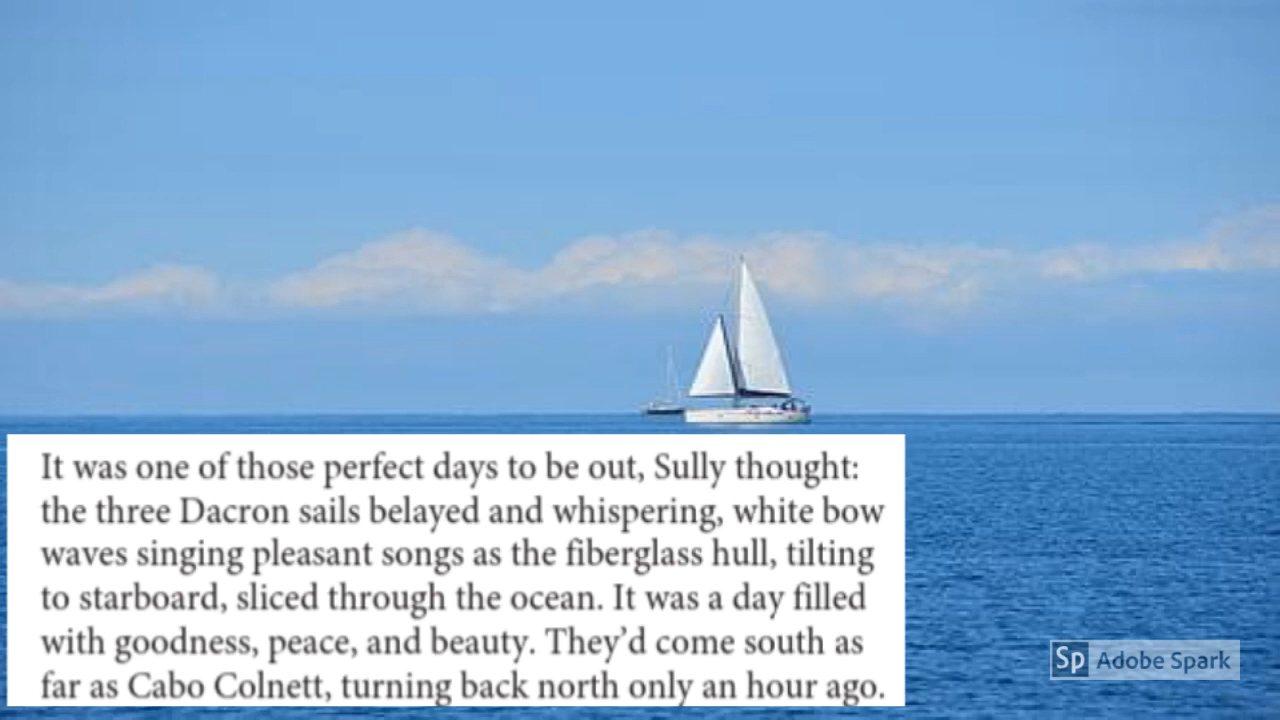 It was one of those perfect days to be out, Sully thought:
the three Dacron sails belayed and whispering, white bow
waves singing pleasant songs as the fiberglass hull, tilting
to starboard, sliced through the ocean. It was a day filled
with goodness, peace, and beauty. They’d come south as
far as Cabo Colnett, turning back north only an hour ago.
Sp Adobe Spark